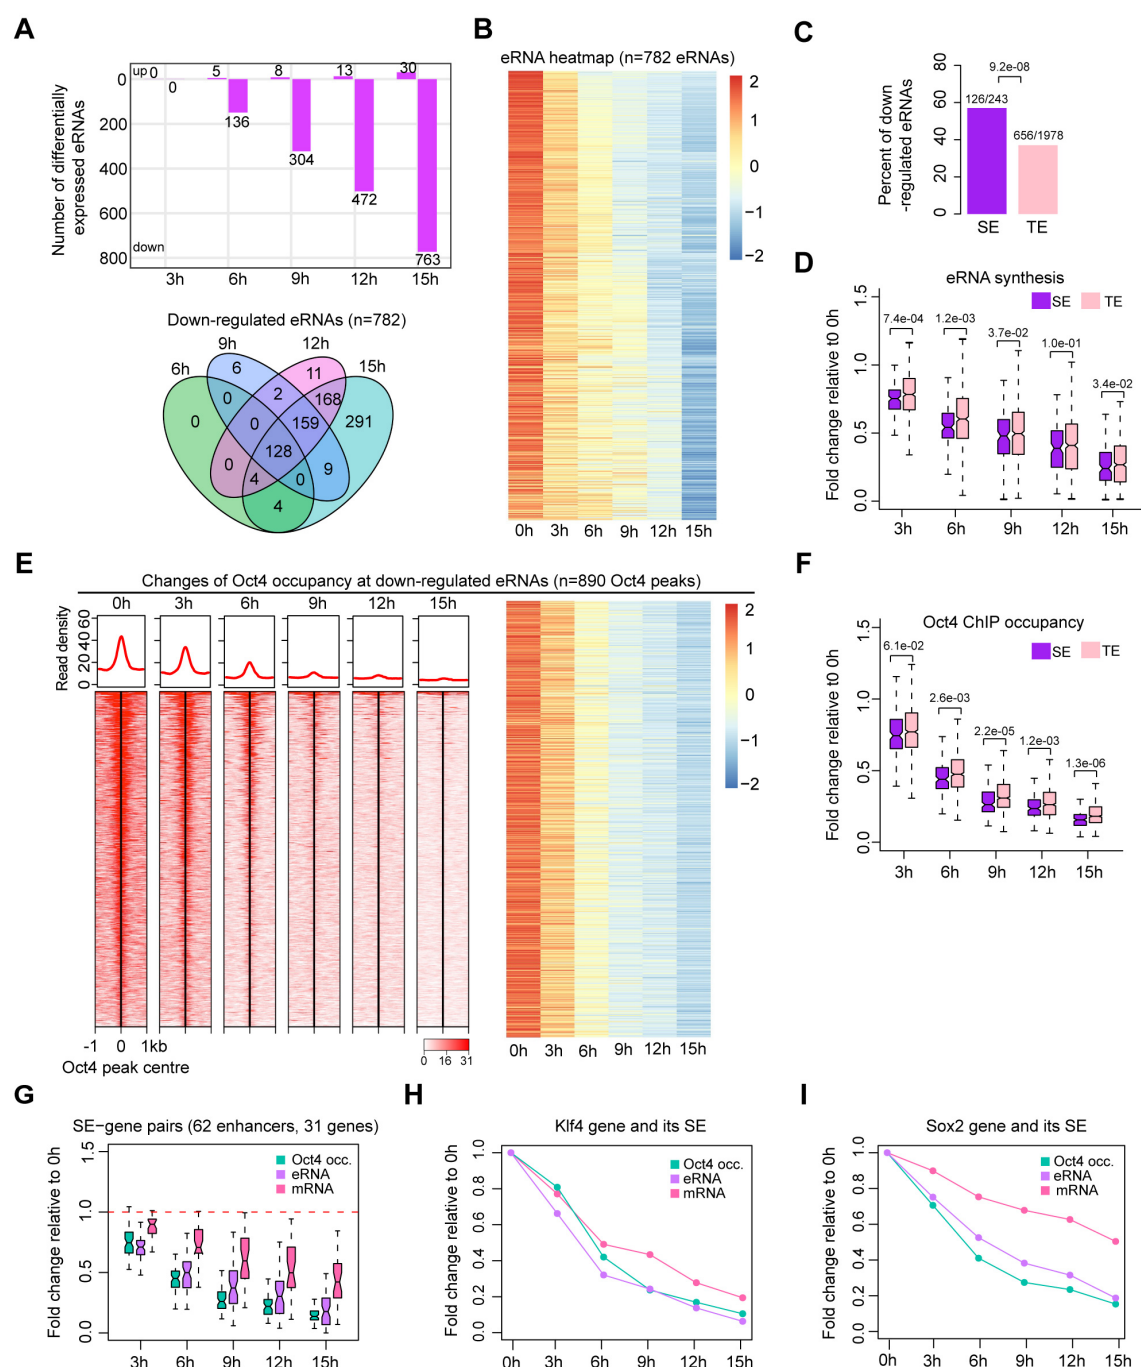 A
Number of differentially
expressed eRNAs
up 0 5 8 13 30
0
200
400
600
800
0
136
304
472
763
down
3h 6h 9h 12h 15h
Down-regulated eRNAs (n=782)
6h 9h 12h 15h
0 6 11 291
0 2 168
0 159
128
0 9
4 0
4
B
eRNA heatmap (n=782 eRNAs)
2
1
0
−1
−2
0h 3h 6h 9h 12h 15h
C
Percent of down
-regulated eRNAs
80
60
40
20
0
9.2e-08
126/243
656/1978
SE TE
D
eRNA synthesis
SE TE
Fold change relative t0 0h
1.5
1.0
0.5
0.0
7.4e-04 1.2e-03 3.7e-02 1.0e-01 3.4e-02
3h 6h 9h 12h 15h
E
Changes of Oct4 occupancy at down-regulated eRNAs (n=890 Oct4 peaks)
0h 3h 6h 9h 12h 15h
Read density
60
40
20
0
-1 0 1kb
Oct4 peak centre
0 16 31
2
1
0
−1
−2
0h 3h 6h 9h 12h 15h
F
Oct4 ChIP occupancy
SE TE
Fold change relative to 0h
1.5
1.0
0.5
0.0
6.1e-02 2.6e-03 2.2e-05 1.2e-03 1.3e-06
3h 6h 9h 12h 15h
G
SE−gene pairs (62 enhancers, 31 genes)
Fold change relative to 0h
1.5
1.0
0.5
0.0
Oct4 occ.
eRNA
mRNA
3h 6h 9h 12h 15h
H
Klf4 gene and its SE
Fold change relative to 0h
1.0
0.8
0.6
0.4
0.2
0.0
Oct4 occ.
eRNA
mRNA
0h 3h 6h 9h 12h 15h
I
Sox2 gene and its SE
Fold change relative to 0h
1.0
0.8
0.6
0.4
0.2
0.0
Oct4 occ.
eRNA
mRNA
0h 3h 6h 9h 12h 15h